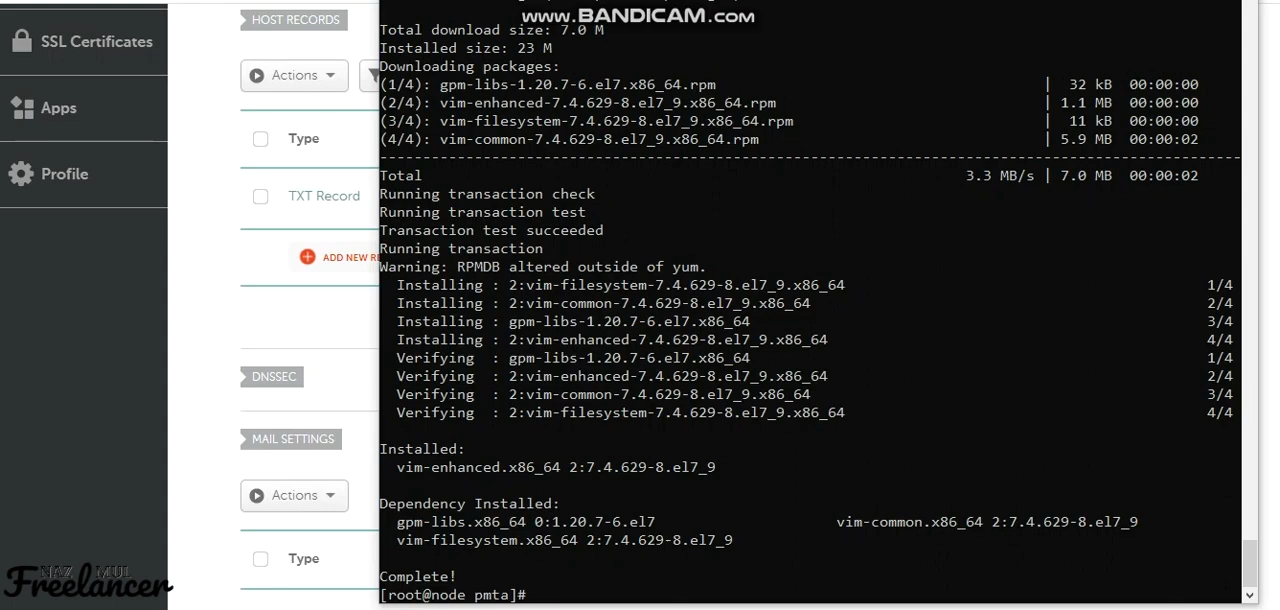 www.BANDICAM.com
SSL Certificates
Apps
Profile
HOST RECORDS
Actions
Type
TXT Record
ADD NEW RE
DNSSEC
MAIL SETTINGS
Actions
Type
Total download size: 7.0 M
Installed size: 23 M
Downloading packages:
(1/4): gpm-libs-1.20.7-6.el7.x86_64.rpm | 32 kB 00:00:00
(2/4): vim-enhanced-7.4.629-8.el7_9.x86_64.rpm | 1.1 MB 00:00:00
(3/4): vim-filesystem-7.4.629-8.el7_9.x86_64.rpm | 11 kB 00:00:00
(4/4): vim-common-7.4.629-8.el7_9.x86_64.rpm | 5.9 MB 00:00:02
--------------------------------------------------------------------------------
Total 3.3 MB/s | 7.0 MB 00:00:02
Running transaction check
Running transaction test
Transaction test succeeded
Running transaction
Warning: RPMDB altered outside of yum.
Installing : 2:vim-filesystem-7.4.629-8.el7_9.x86_64 1/4
Installing : 2:vim-common-7.4.629-8.el7_9.x86_64 2/4
Installing : gpm-libs-1.20.7-6.el7.x86_64 3/4
Installing : 2:vim-enhanced-7.4.629-8.el7_9.x86_64 4/4
Verifying : gpm-libs-1.20.7-6.el7.x86_64 1/4
Verifying : 2:vim-enhanced-7.4.629-8.el7_9.x86_64 2/4
Verifying : 2:vim-common-7.4.629-8.el7_9.x86_64 3/4
Verifying : 2:vim-filesystem-7.4.629-8.el7_9.x86_64 4/4
Installed:
vim-enhanced.x86_64 2:7.4.629-8.el7_9
Dependency Installed:
gpm-libs.x86_64 0:1.20.7-6.el7 vim-common.x86_64 2:7.4.629-8.el7_9
vim-filesystem.x86_64 2:7.4.629-8.el7_9
Complete!
[root@node pmta]#
NAZ MUL
Freelancer